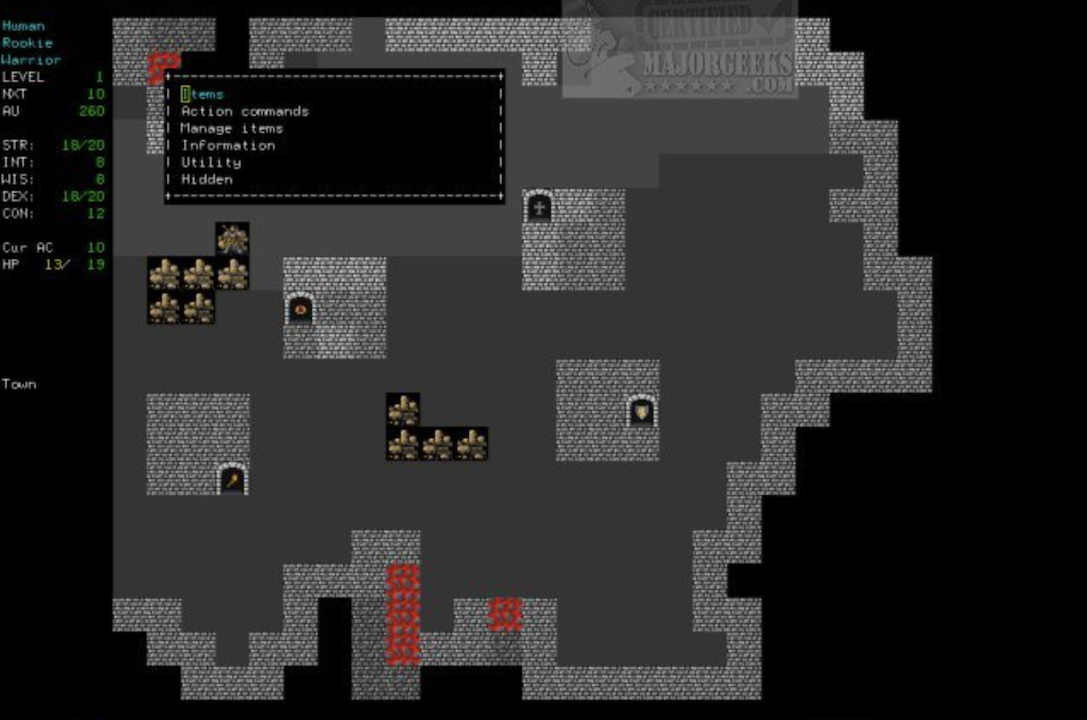 Human
Rookie
Warrior
LEVEL 1
NXT 10
AU 260
STR: 18/20
INT: 8
WIS: 8
DEX: 18/20
CON: 12
Cur AC 10
HP 13/ 19
Town
Items
Action commands
Manage items
Information
Utility
Hidden
CERTIFIED
MAJORGEEKS
.COM